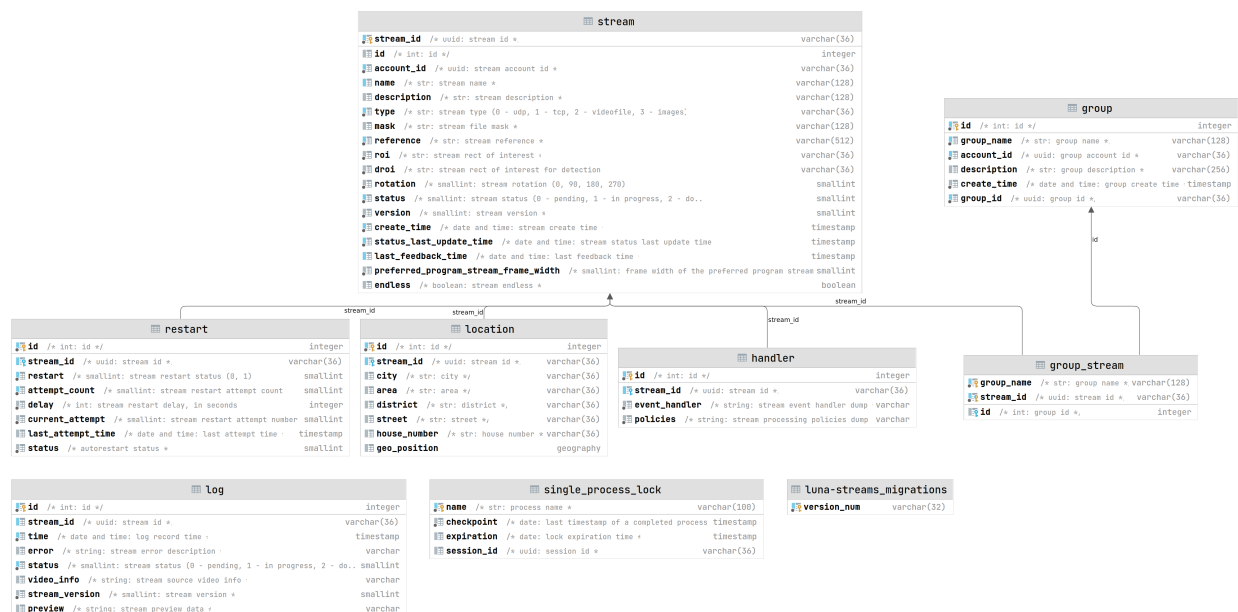 stream
stream_id /* uuid: stream id * varchar(36)
id /* int: id */ integer
account_id /* uuid: stream account id * varchar(36)
name /* str: stream name * varchar(128)
description /* str: stream description * varchar(128)
type /* str: stream type (0 - udp, 1 - tcp, 2 - videofile, 3 - images) varchar(36)
mask /* str: stream file mask * varchar(128)
reference /* str: stream reference * varchar(512)
roi /* str: stream rect of interest varchar(36)
droi /* str: stream rect of interest for detection varchar(36)
rotation /* smallint: stream rotation (0, 90, 180, 270) smallint
status /* smallint: stream status (0 - pending, 1 - in progress, 2 - do.. smallint
version /* smallint: stream version * smallint
create_time /* date and time: stream create time timestamp
status_last_update_time /* date and time: stream status last update time timestamp
last_feedback_time /* date and time: last feedback time timestamp
preferred_program_stream_frame_width /* smallint: frame width of the preferred program stream smallint
endless /* boolean: stream endless * boolean
group
id /* int: id */ integer
group_name /* str: group name * varchar(128)
account_id /* uuid: group account id * varchar(36)
description /* str: group description * varchar(256)
create_time /* date and time: group create time timestamp
group_id /* uuid: group id *, varchar(36)
id
stream_id
stream_id
stream_id
stream_id
restart
id /* int: id */ integer
stream_id /* uuid: stream id * varchar(36)
restart /* smallint: stream restart status (0, 1) smallint
attempt_count /* smallint: stream restart attempt count smallint
delay /* int: stream restart delay, in seconds integer
current_attempt /* smallint: stream restart attempt number smallint
last_attempt_time /* date and time: last attempt time timestamp
status /* autorestart status * smallint
location
id /* int: id */ integer
stream_id /* uuid: stream id * varchar(36)
city /* str: city */ varchar(36)
area /* str: area */ varchar(36)
district /* str: district *, varchar(36)
street /* str: street *, varchar(36)
house_number /* str: house number * varchar(36)
geo_position geography
handler
id /* int: id */ integer
stream_id /* uuid: stream id * varchar(36)
event_handler /* string: stream event handler dump varchar
policies /* string: stream processing policies dump varchar
group_stream
group_name /* str: group name * varchar(128)
stream_id /* uuid: stream id * varchar(36)
id /* int: group id *, integer
log
id /* int: id */ integer
stream_id /* uuid: stream id * varchar(36)
time /* date and time: log record time timestamp
error /* string: stream error description varchar
status /* smallint: stream status (0 - pending, 1 - in progress, 2 - do.. smallint
video_info /* string: stream source video info varchar
stream_version /* smallint: stream version * smallint
preview /* string: stream preview data varchar
single_process_lock
name /* str: process name * varchar(100)
checkpoint /* date: last timestamp of a completed process timestamp
expiration /* date: lock expiration time * timestamp
session_id /* uuid: session id * varchar(36)
luna-streams_migrations
version_num varchar(32)